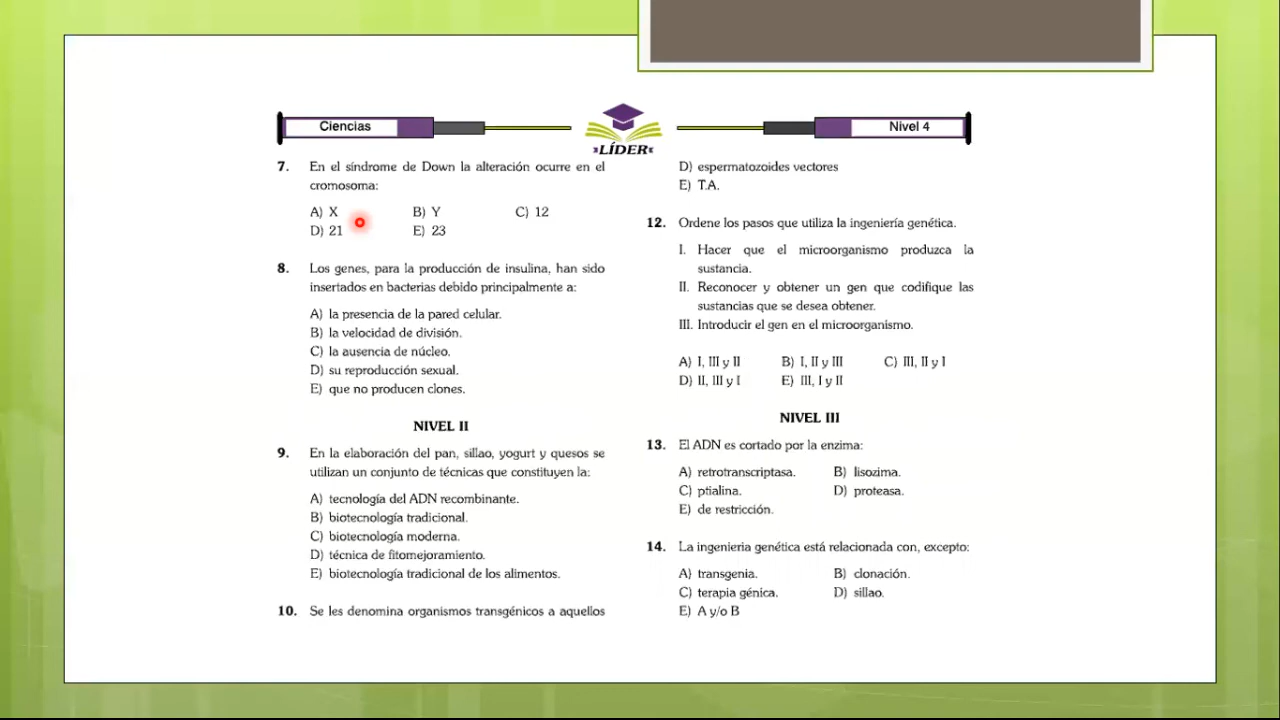 Ciencias
LÍDER
Nivel 4
7. En el síndrome de Down la alteración ocurre en el
cromosoma:
A) X B) Y C) 12
D) 21 E) 23
8. Los genes, para la producción de insulina, han sido
insertados en bacterias debido principalmente a:
A) la presencia de la pared celular.
B) la velocidad de división.
C) la ausencia de núcleo.
D) su reproducción sexual.
E) que no producen clones.
NIVEL II
9. En la elaboración del pan, sillao, yogurt y quesos se
utilizan un conjunto de técnicas que constituyen la:
A) tecnología del ADN recombinante.
B) biotecnología tradicional.
C) biotecnología moderna.
D) técnica de fitomejoramiento.
E) biotecnología tradicional de los alimentos.
10. Se les denomina organismos transgénicos a aquellos
D) espermatozoides vectores
E) T.A.
12. Ordene los pasos que utiliza la ingeniería genética.
I. Hacer que el microorganismo produzca la
sustancia.
II. Reconocer y obtener un gen que codifique las
sustancias que se desea obtener.
III. Introducir el gen en el microorganismo.
A) I, III y II B) I, II y III C) III, II y I
D) II, III y I E) III, I y II
NIVEL III
13. El ADN es cortado por la enzima:
A) retrotranscriptasa. B) lisozima.
C) ptialina. D) proteasa.
E) de restricción.
14. La ingenieria genética está relacionada con, excepto:
A) transgenia. B) clonación.
C) terapia génica. D) sillao.
E) A y/o B